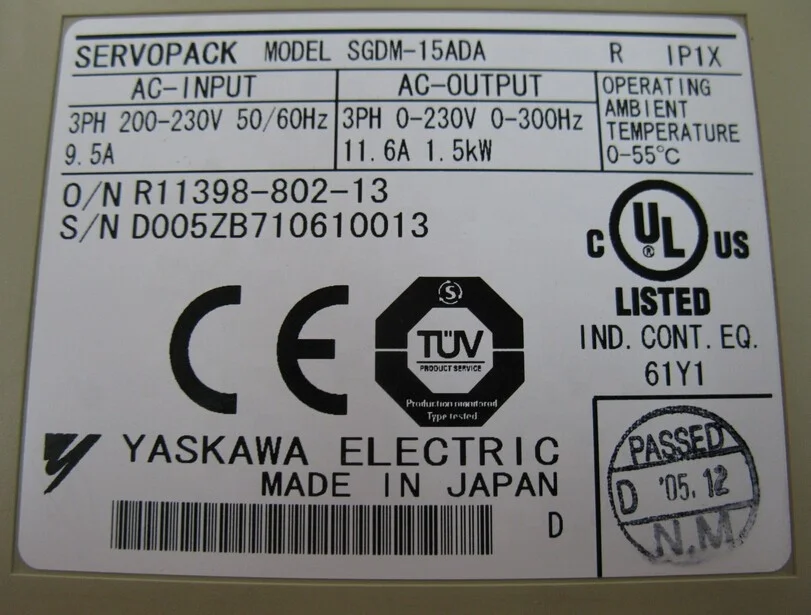 SERVOPACK MODEL SGDM-15ADA R IP1X
AC-INPUT
3PH 200-230V 50/60Hz
9.5A
AC-OUTPUT
3PH 0-230V 0-300Hz
11.6A 1.5kW
OPERATING
AMBIENT
TEMPERATURE
0-55°C
O/N R11398-802-13
S/N D005ZB710610013
C UL ® US
LISTED
IND. CONT. EQ.
61Y1
CE
S
TÜV
PRODUCT SERVICE
Production monitored
Type tested
YASKAWA ELECTRIC
MADE IN JAPAN
D
PASSED
D '05.12
N.M